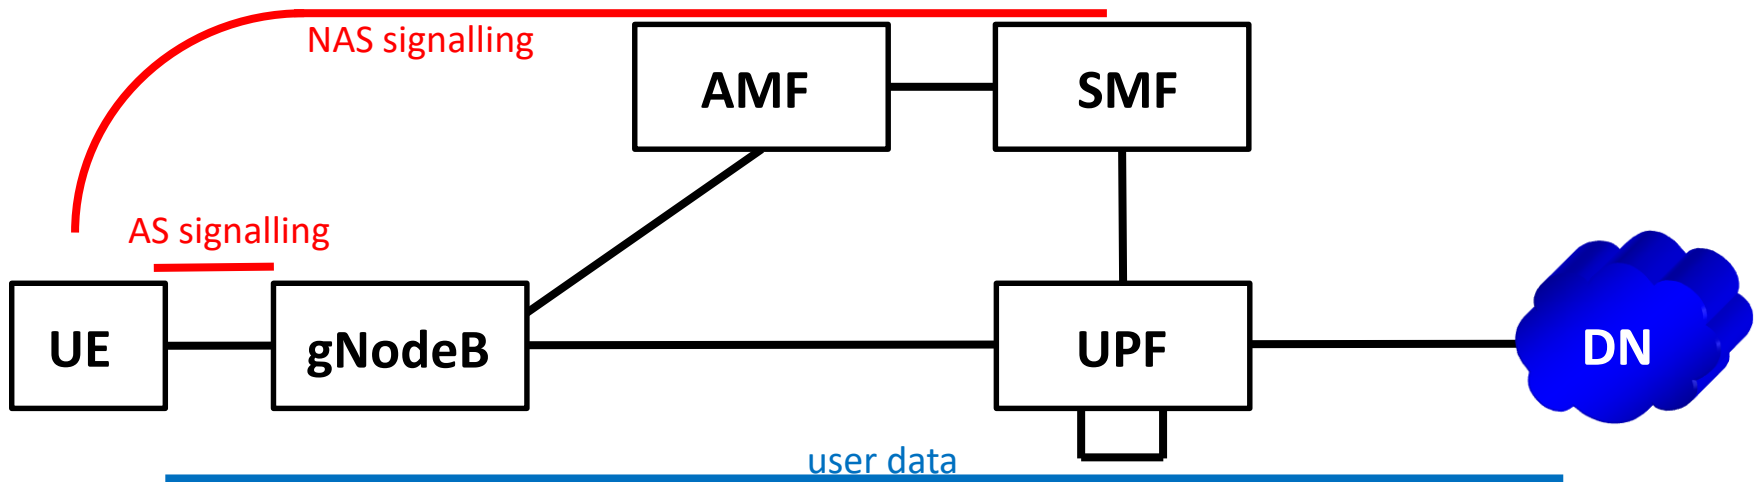 NAS signalling
AMF
SMF
AS signalling
UE
gNodeB
UPF
DN
user data